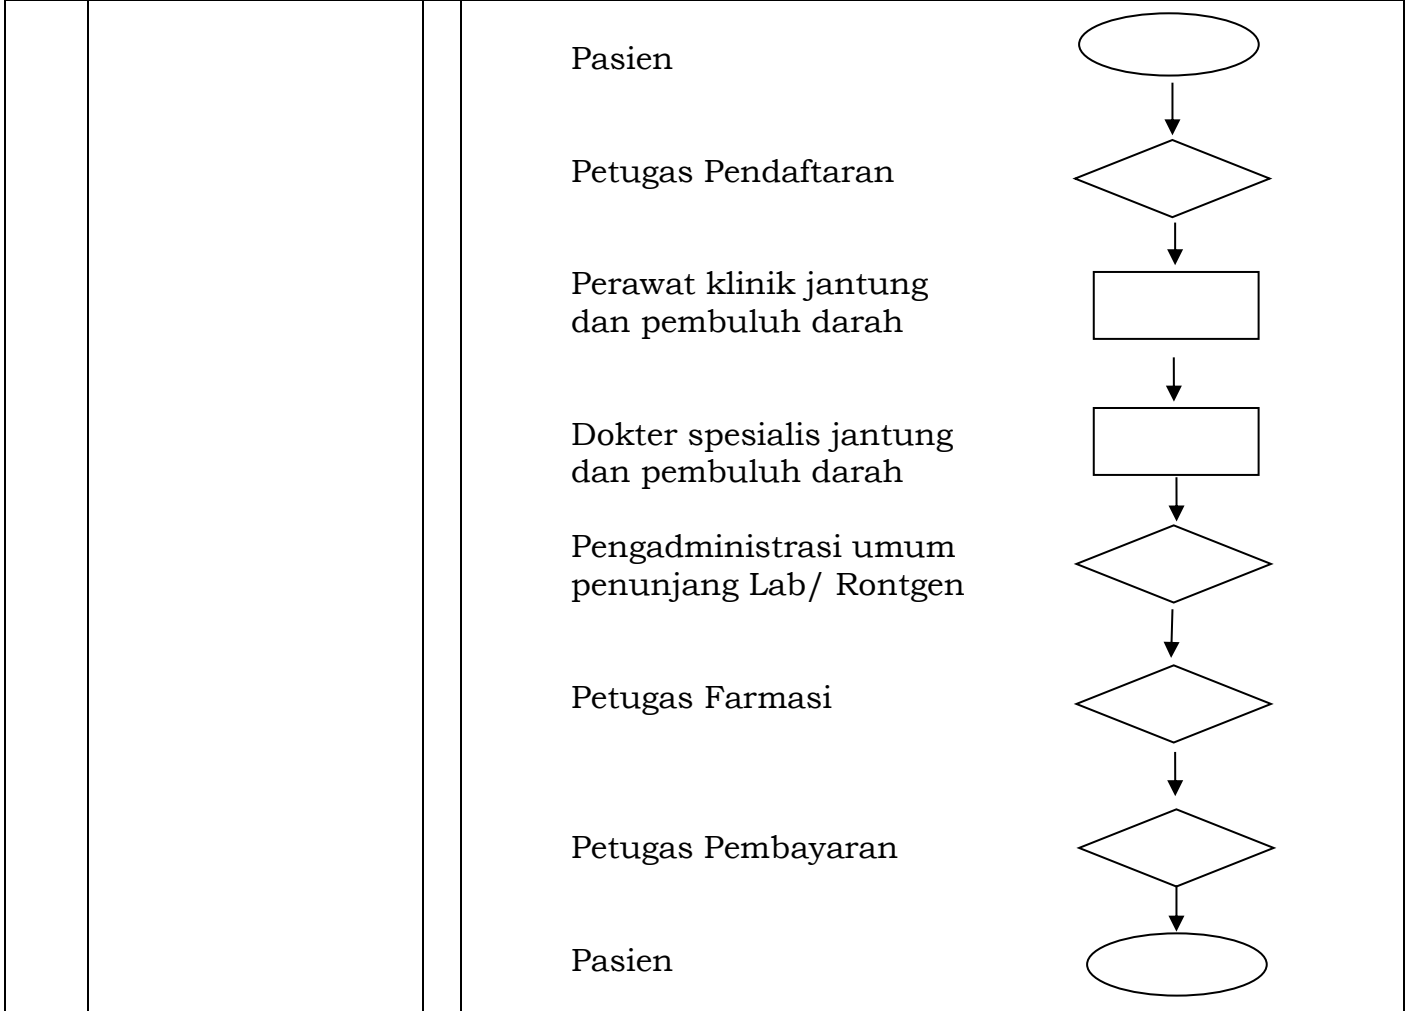 Pasien
Petugas Pendaftaran
Perawat klinik jantung
dan pembuluh darah
Dokter spesialis jantung
dan pembuluh darah
Pengadministrasi umum
penunjang Lab/ Rontgen
Petugas Farmasi
Petugas Pembayaran
Pasien